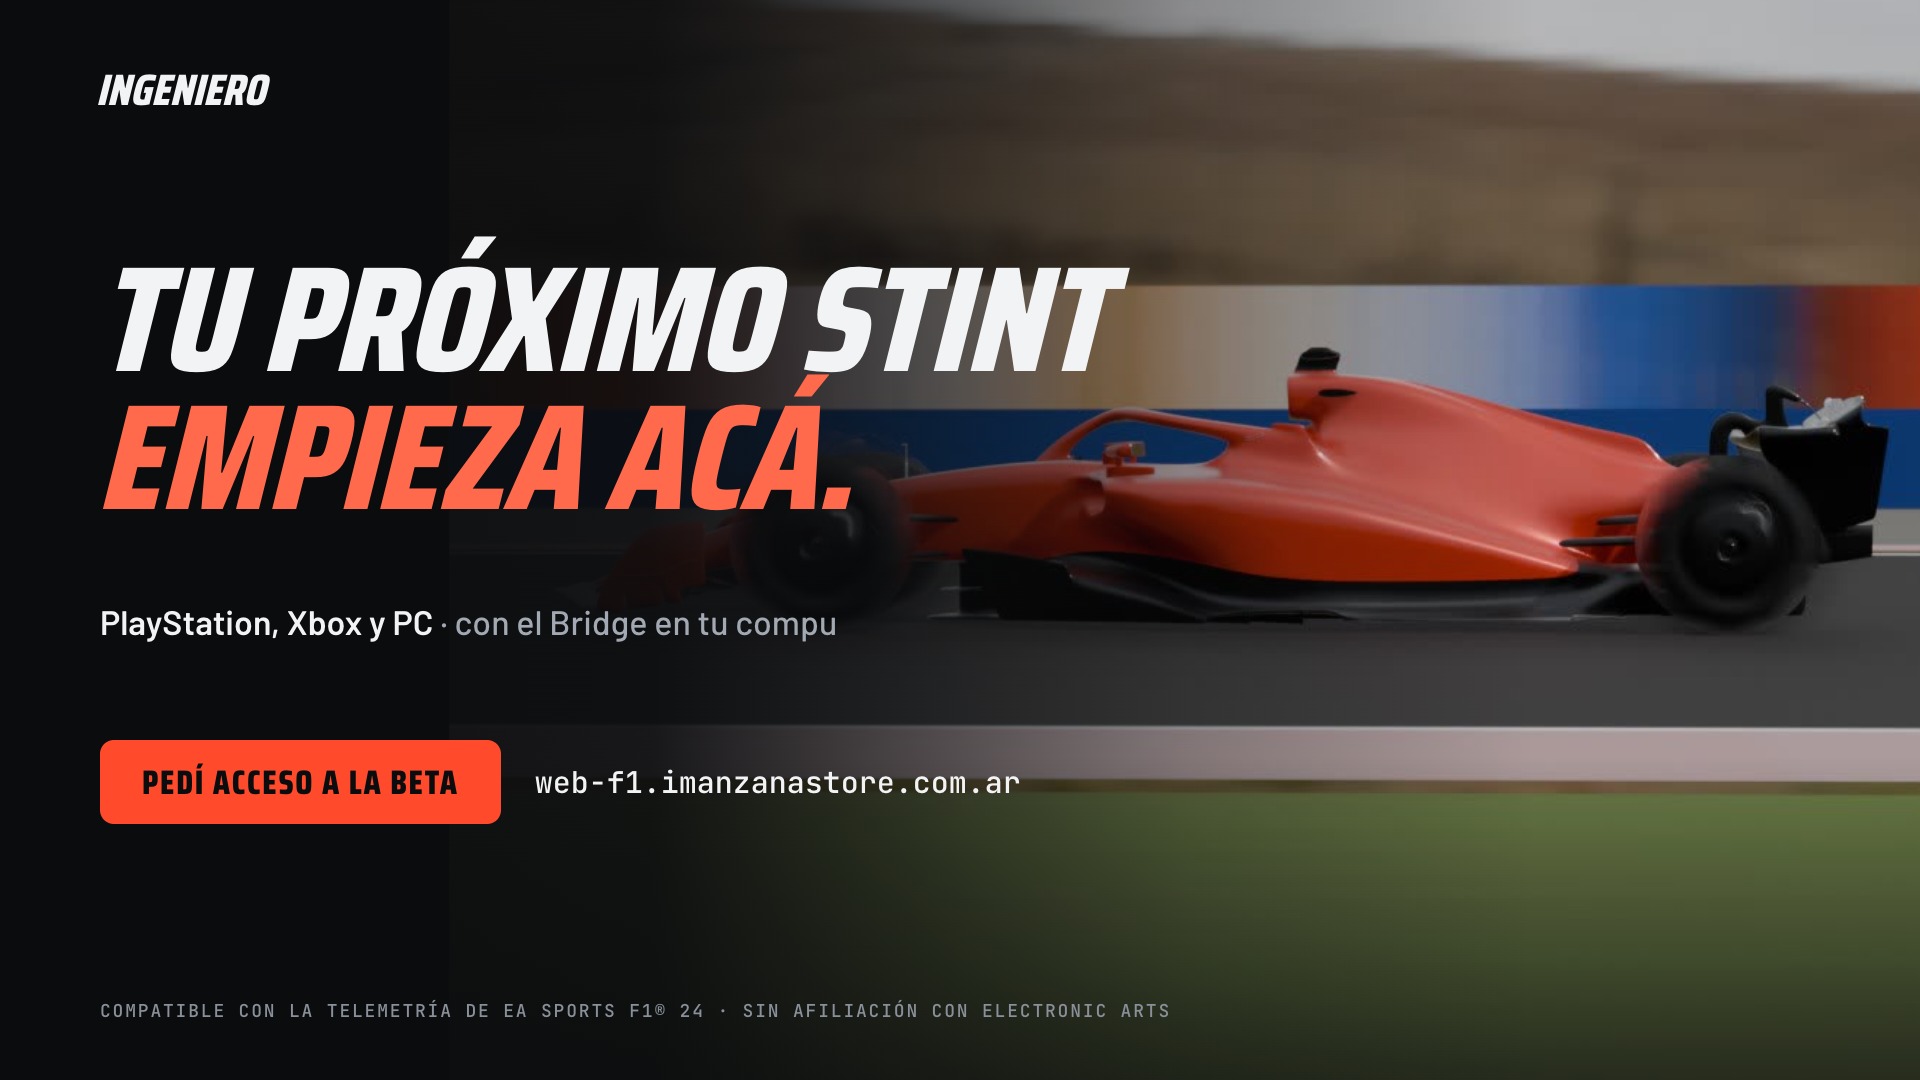 INGENIERO
TU PRÓXIMO STINT
EMPIEZA ACÁ.
PlayStation, Xbox y PC · con el Bridge en tu compu
PEDÍ ACCESO A LA BETA
web-f1.imanzanastore.com.ar
COMPATIBLE CON LA TELEMETRÍA DE EA SPORTS F1® 24 · SIN AFILIACIÓN CON ELECTRONIC ARTS